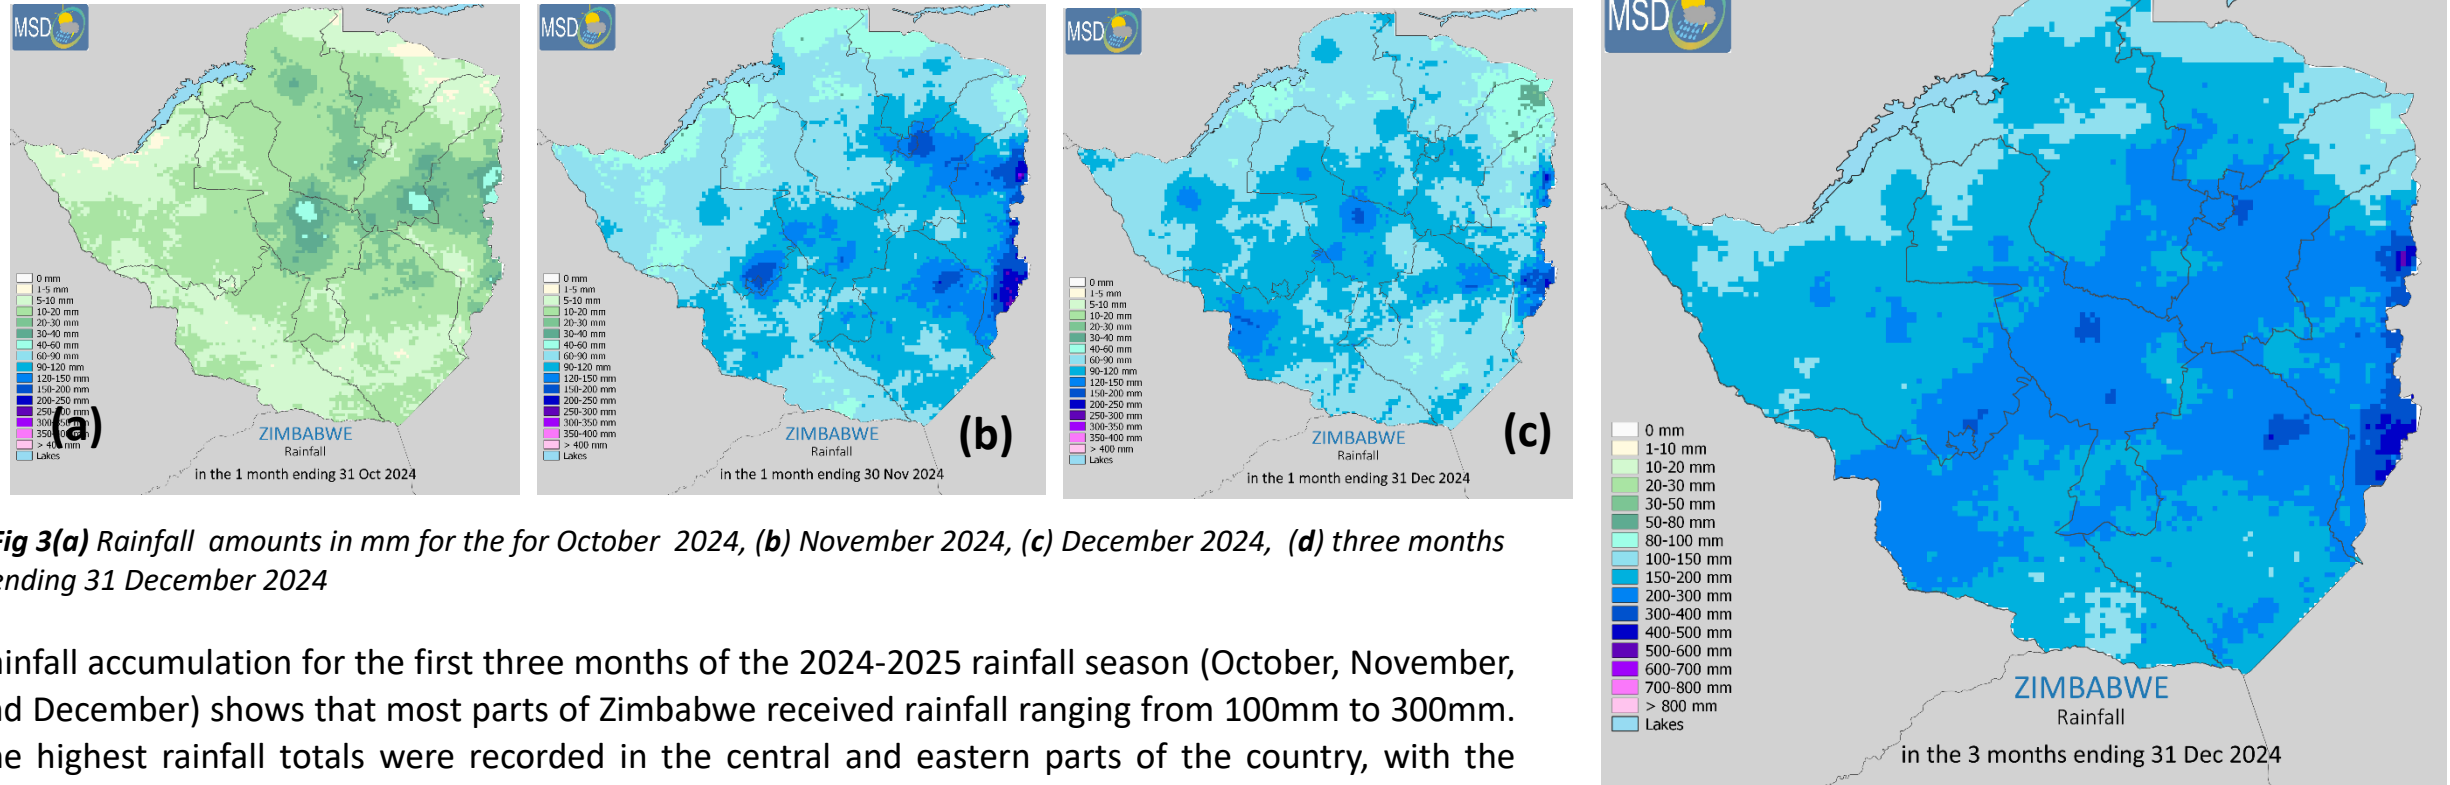 MSD
0 mm
1-5 mm
5-10 mm
10-20 mm
20-30 mm
30-40 mm
40-60 mm
60-90 mm
90-120 mm
120-150 mm
150-200 mm
200-250 mm
mm
mm
Lakes
(a)
ZIMBABWE
Rainfall
in the 1 month ending 31 Oct 2024
MSD
0 mm
1-5 mm
5-10 mm
10-20 mm
20-30 mm
30-40 mm
40-60 mm
60-90 mm
90-120 mm
120-150 mm
150-200 mm
200-250 mm
250-300 mm
300-350 mm
350-400 mm
> 400 mm
Lakes
(b)
ZIMBABWE
Rainfall
in the 1 month ending 30 Nov 2024
MSD
0 mm
1-5 mm
5-10 mm
10-20 mm
20-30 mm
30-40 mm
40-60 mm
60-90 mm
90-120 mm
120-150 mm
150-200 mm
200-250 mm
250-300 mm
300-350 mm
350-400 mm
> 400 mm
Lakes
(c)
ZIMBABWE
Rainfall
in the 1 month ending 31 Dec 2024
Fig 3(a) Rainfall amounts in mm for the for October 2024, (b) November 2024, (c) December 2024, (d) three months
ending 31 December 2024
ainfall accumulation for the first three months of the 2024-2025 rainfall season (October, November,
nd December) shows that most parts of Zimbabwe received rainfall ranging from 100mm to 300mm.
he highest rainfall totals were recorded in the central and eastern parts of the country, with the
MSD
0 mm
1-10 mm
10-20 mm
20-30 mm
30-50 mm
50-80 mm
80-100 mm
100-150 mm
150-200 mm
200-300 mm
300-400 mm
400-500 mm
500-600 mm
600-700 mm
700-800 mm
> 800 mm
Lakes
ZIMBABWE
Rainfall
in the 3 months ending 31 Dec 2024